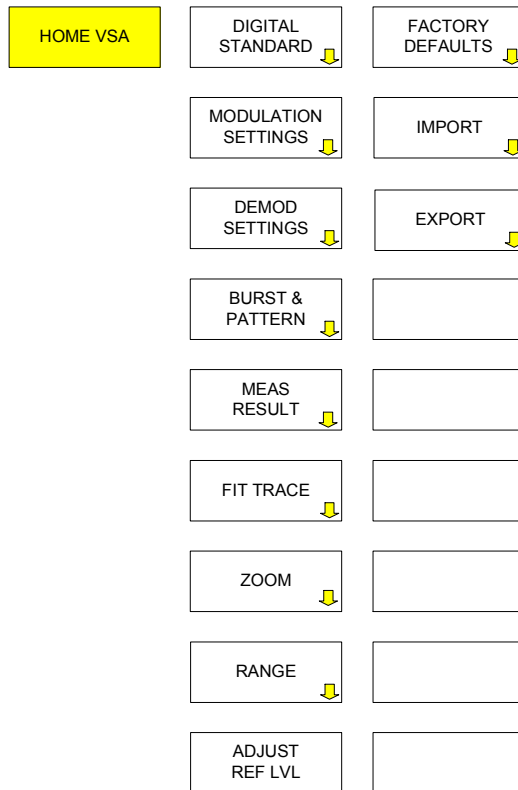 HOME VSA
DIGITAL
STANDARD
FACTORY
DEFAULTS
MODULATION
SETTINGS
IMPORT
DEMOD
SETTINGS
EXPORT
BURST &
PATTERN
MEAS
RESULT
FIT TRACE
ZOOM
RANGE
ADJUST
REF LVL